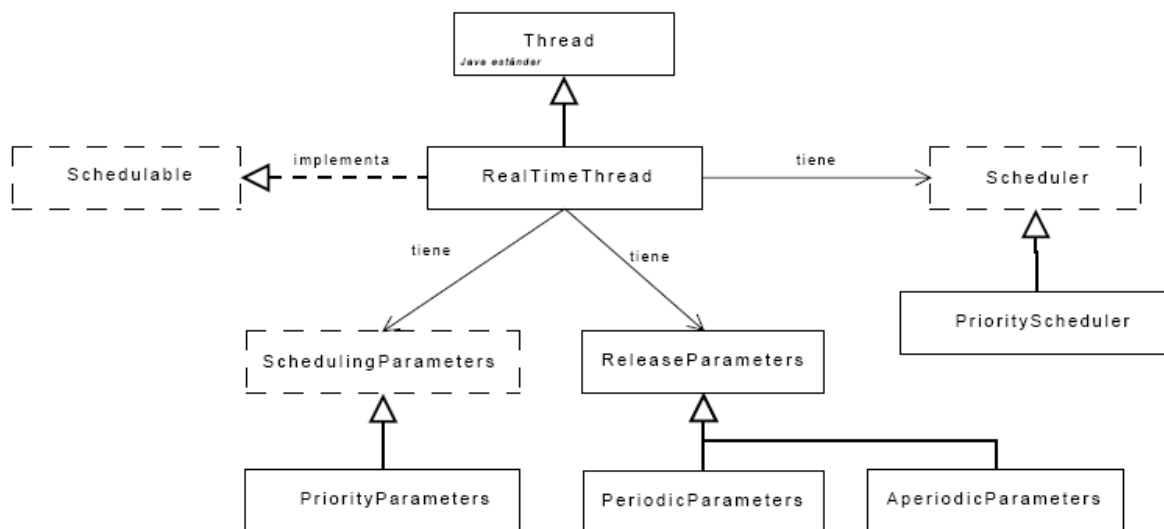 Thread
Java estándar
implementa
tiene
Schedulable
RealTimeThread
Scheduler
tiene
tiene
PriorityScheduler
SchedulingParameters
ReleaseParameters
PriorityParameters
PeriodicParameters
AperiodicParameters